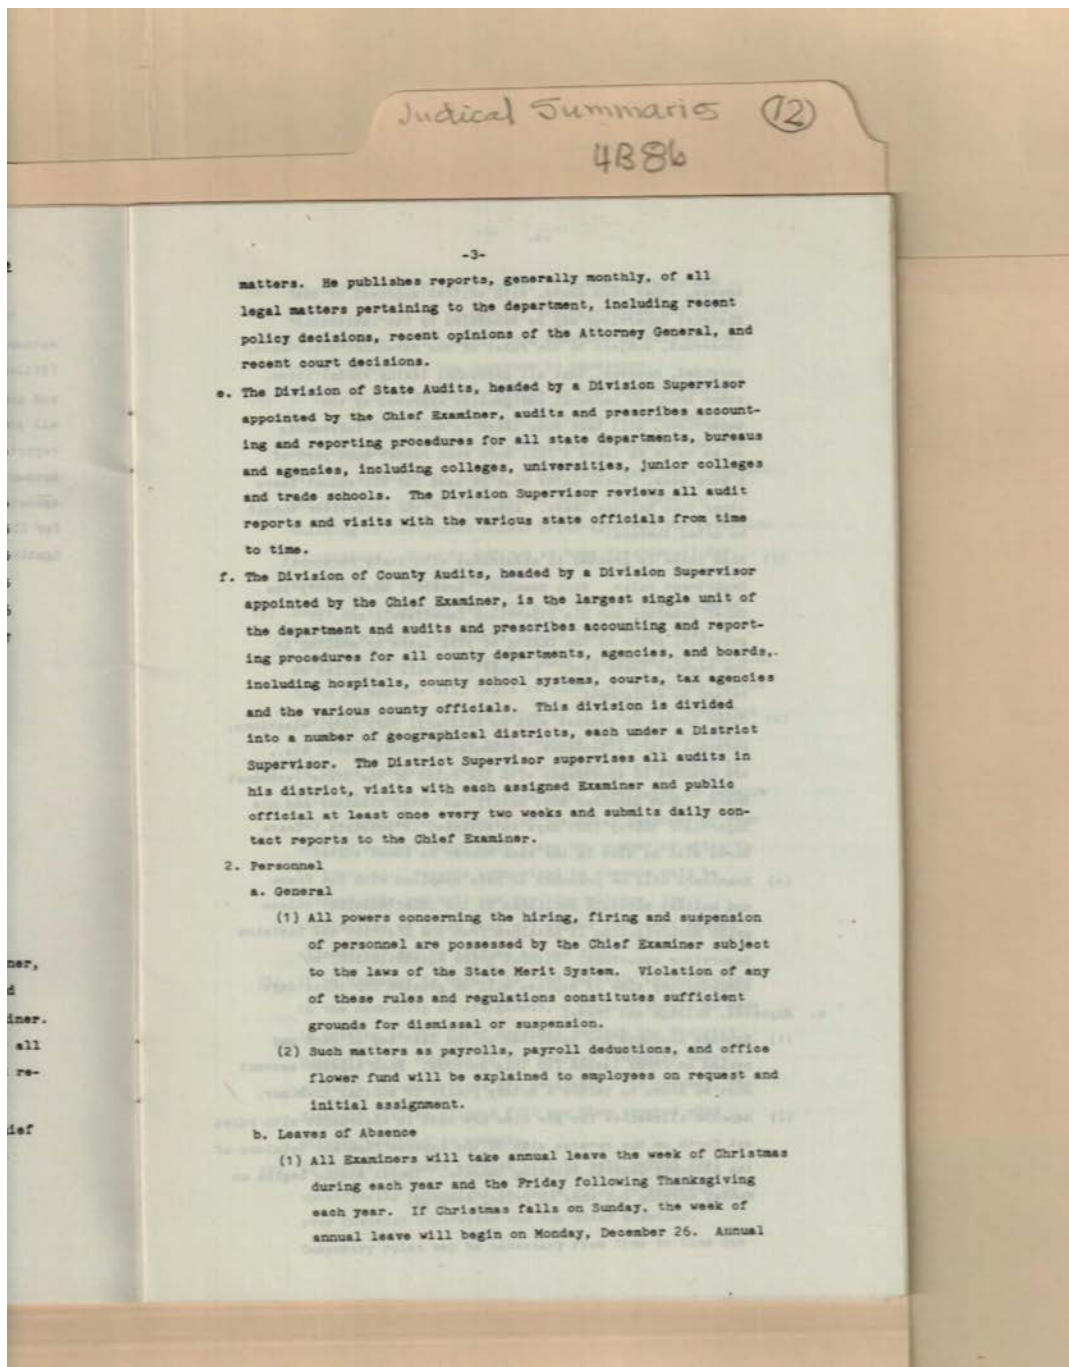 Judical Summaris 12
4B86
-3-
matters. He publishes reports, generally monthly, of all
legal matters pertaining to the department, including recent
policy decisions, recent opinions of the Attorney General, and
recent court decisions.
e. The Division of State Audits, headed by a Division Supervisor
appointed by the Chief Examiner, audits and prescribes account-
ing and reporting procedures for all state departments, bureaus
and agencies, including colleges, universities, junior colleges
and trade schools. The Division Supervisor reviews all audit
reports and visits with the various state officials from time
to time.
f. The Division of County Audits, headed by a Division Supervisor
appointed by the Chief Examiner, is the largest single unit of
the department and audits and prescribes accounting and report-
ing procedures for all county departments, agencies, and boards,.
including hospitals, county school systems, courts, tax agencies
and the various county officials. This division is divided
into a number of geographical districts, each under a District
Supervisor. The District Supervisor supervises all audits in
his district, visits with each assigned Examiner and public
official at least once every two weeks and submits daily con-
tact reports to the Chief Examiner.
2. Personnel
a. General
(1) All powers concerning the hiring, firing and suspension
of personnel are possessed by the Chief Examiner subject
to the laws of the State Merit System. Violation of any
of these rules and regulations constitutes sufficient
grounds for dismissal or suspension.
(2) Such matters as payrolls, payroll deductions, and office
flower fund will be explained to employees on request and
initial assignment.
b. Leaves of Absence
(1) All Examiners will take annual leave the week of Christmas
during each year and the Friday following Thanksgiving
each year. If Christmas falls on Sunday, the week of
annual leave will begin on Monday, December 26. Annual
ner,
d
iner.
all
re-
ief